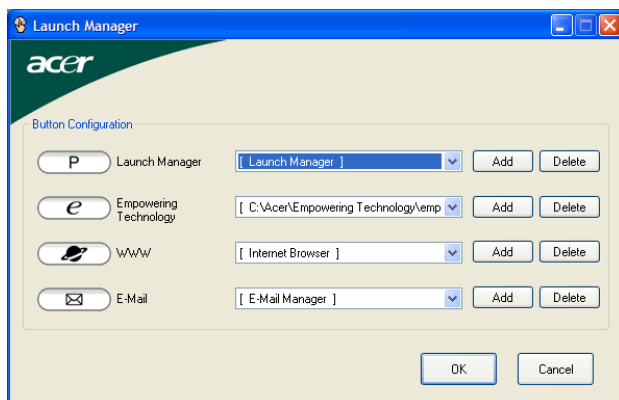 Launch Manager
acer
Button Configuration
P Launch Manager [ Launch Manager ] Add Delete
e Empowering Technology [ C:\Acer\Empowering Technology\emp Add Delete
WWW [ Internet Browser ] Add Delete
E-Mail [ E-Mail Manager ] Add Delete
OK Cancel